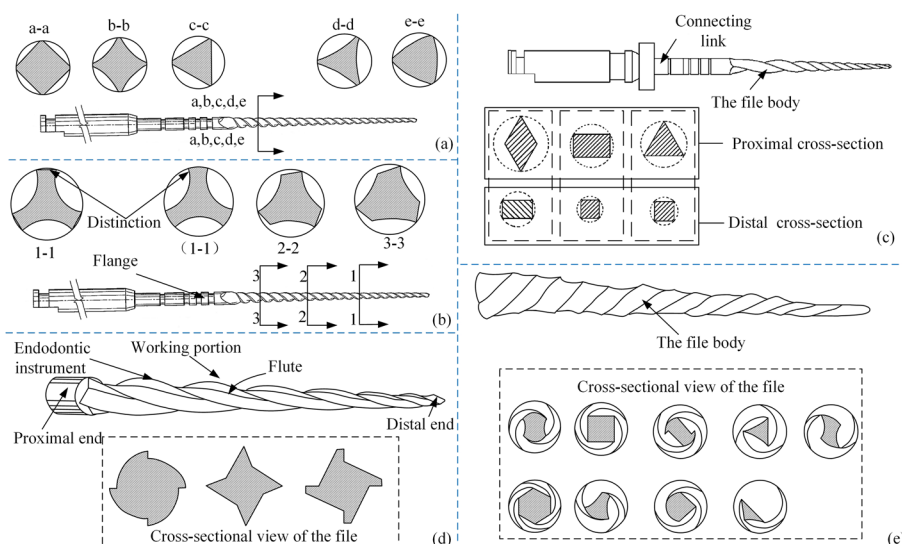 a-a
b-b
c-c
d-d
e-e
a,b,c,d,e
a,b,c,d,e
(a)
Distinction
1-1
(1-1)
2-2
3-3
Flange
3
2
1
3
2
1
(b)
Connecting
link
The file body
Proximal cross-section
Distal cross-section
(c)
Endodontic
instrument
Working portion
Flute
Proximal end
Distal end
Cross-sectional view of the file
(d)
The file body
Cross-sectional view of the file
(e)